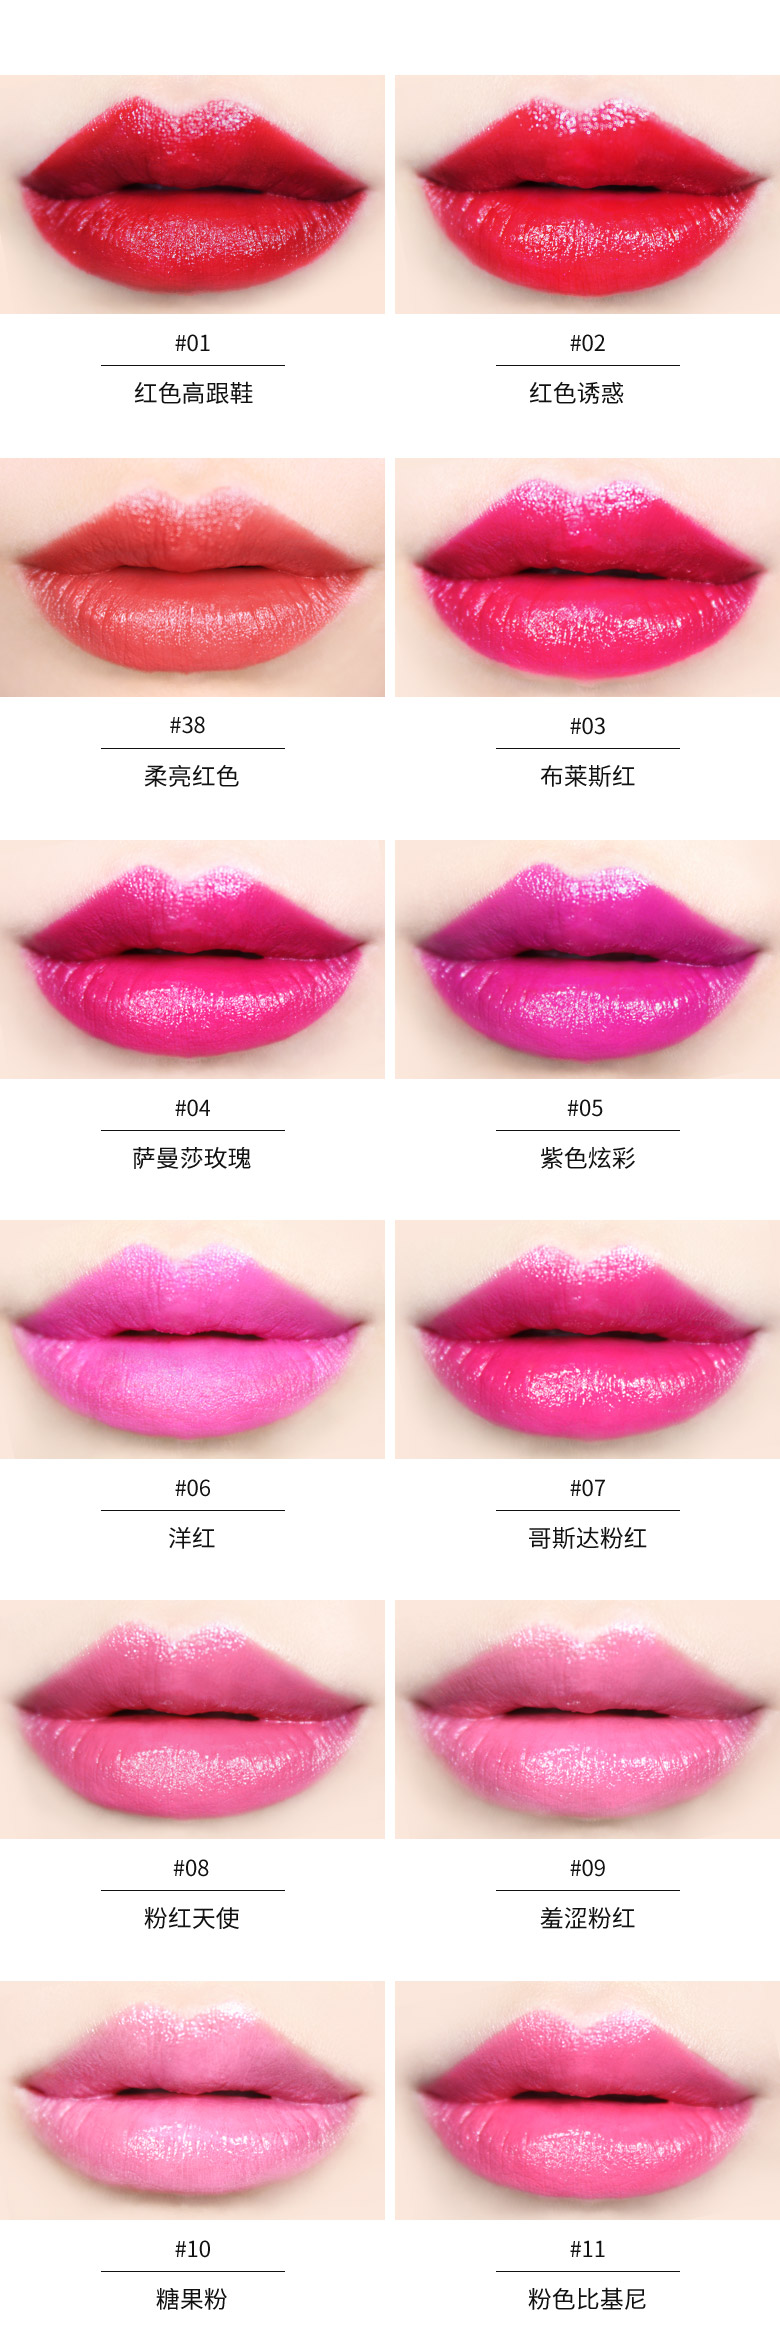 #01
红色高跟鞋
#02
红色诱惑
#38
柔亮红色
#03
布莱斯红
#04
萨曼莎玫瑰
#05
紫色炫彩
#06
洋红
#07
哥斯达粉红
#08
粉红天使
#09
羞涩粉红
#10
糖果粉
#11
粉色比基尼